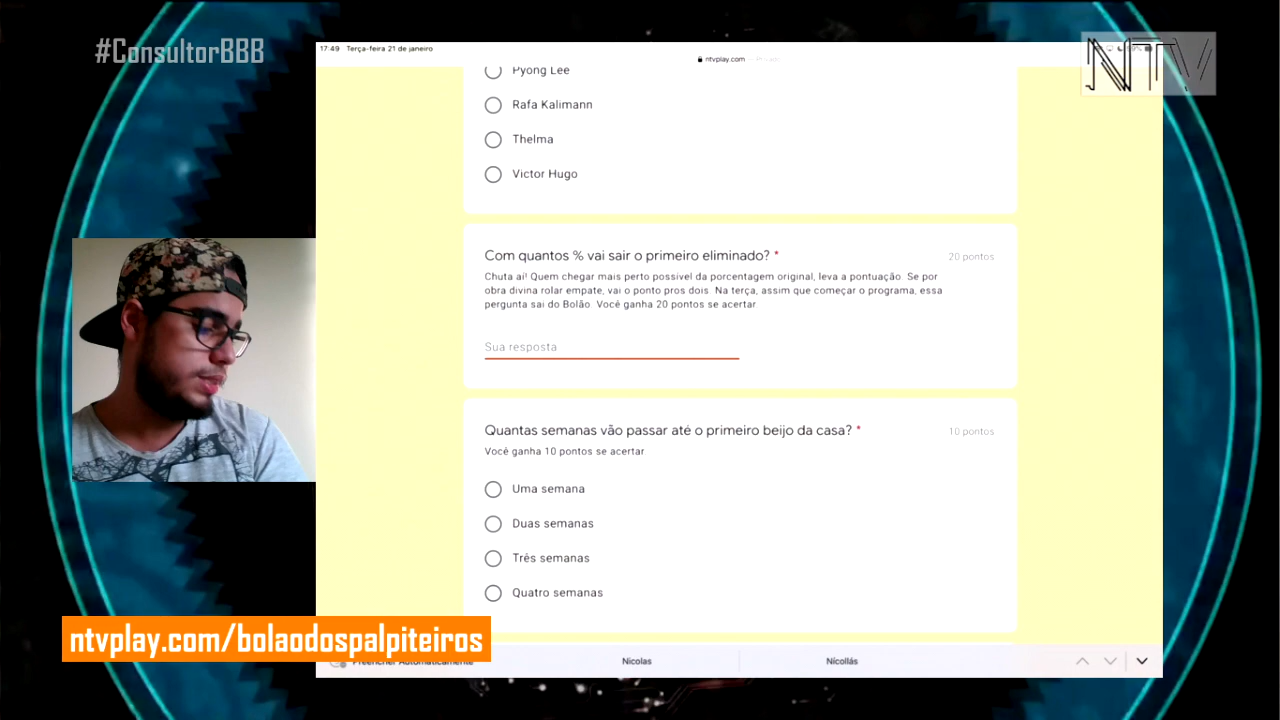 #ConsultorBBB
NTV
17:49 Terça-feira 21 de janeiro
ntvplay.com
Pyong Lee
Rafa Kalimann
Thelma
Victor Hugo
Com quantos % vai sair o primeiro eliminado? *
20 pontos
Chuta aí! Quem chegar mais perto possível da porcentagem original, leva a pontuação. Se por
obra divina rolar empate, vai o ponto pros dois. Na terça, assim que começar o programa, essa
pergunta sai do Bolão. Você ganha 20 pontos se acertar.
Sua resposta
Quantas semanas vão passar até o primeiro beijo da casa? *
10 pontos
Você ganha 10 pontos se acertar
Uma semana
Duas semanas
Três semanas
Quatro semanas
ntvplay.com/bolaodospalpiteiros
Preencher Automaticamente
Nicolas
Nicollás